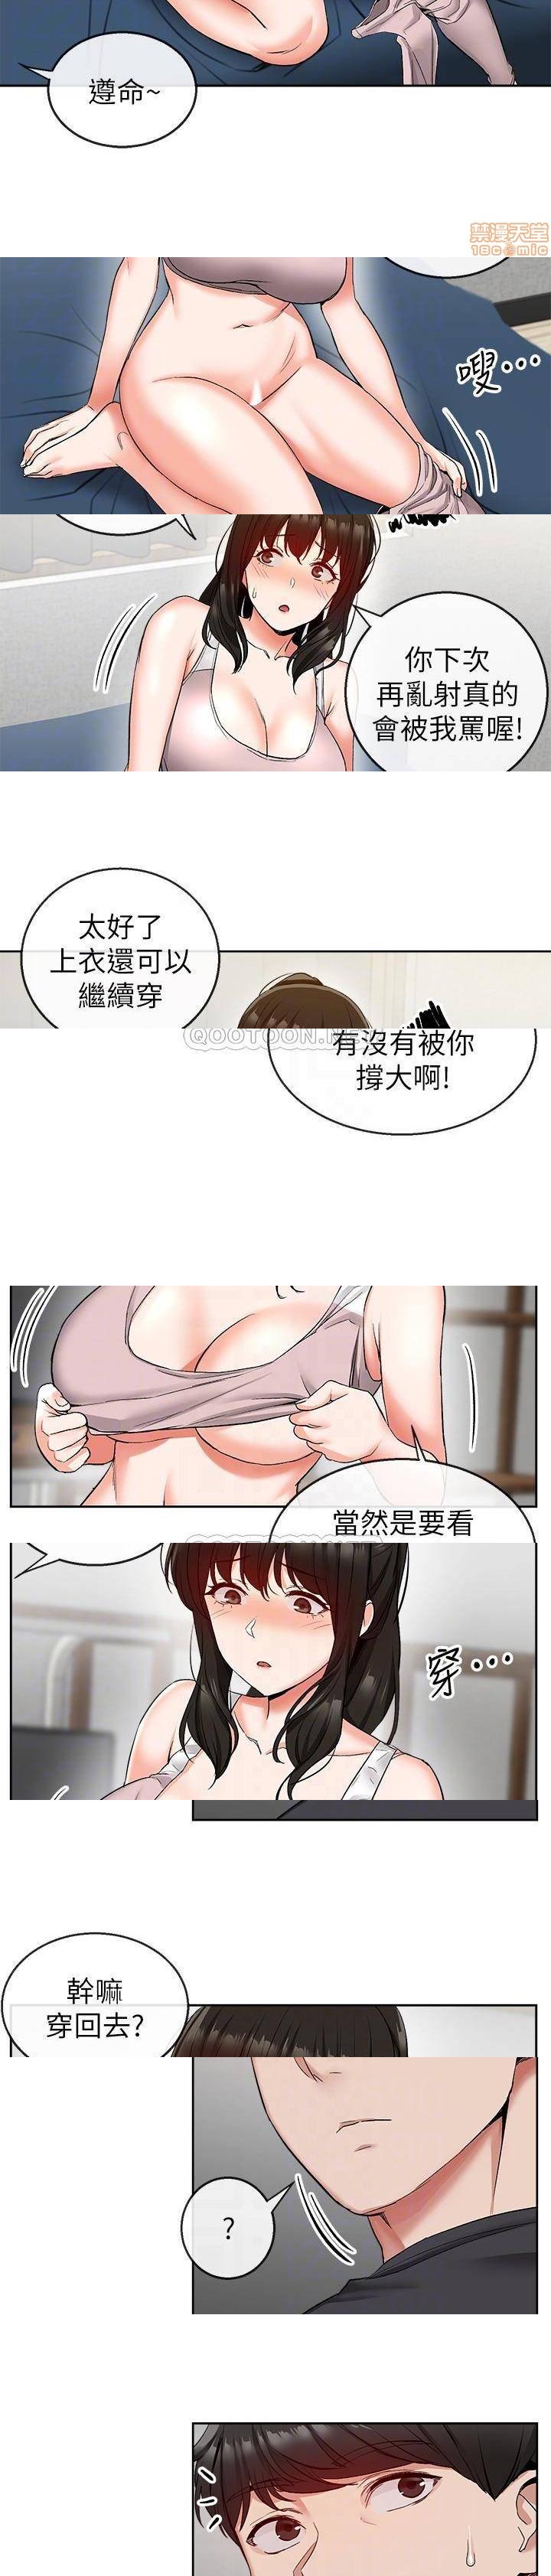 遵命~
禁漫天堂
18comic
嗖…
你下次
再亂射真的
會被我罵喔!
太好了
上衣還可以
繼續穿
QOOTOON.NET
有沒有被你
撐大啊!
當然是要看
穿…
幹嘛
穿回去?
?